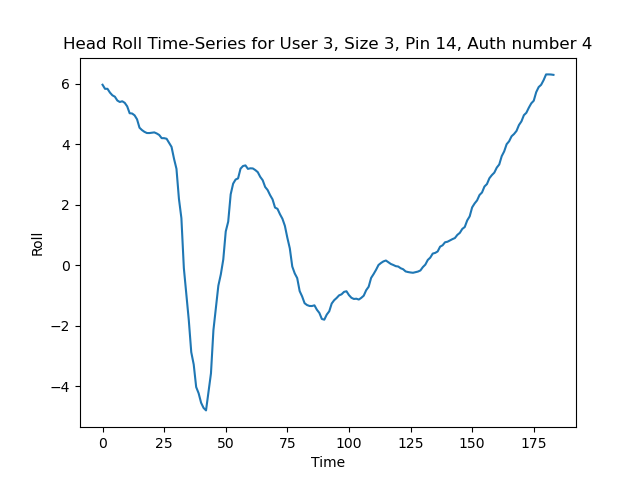 Head Roll Time-Series for User 3, Size 3, Pin 14, Auth number 4
6
4
2
0
−2
−4
Roll
0 25 50 75 100 125 150 175
Time